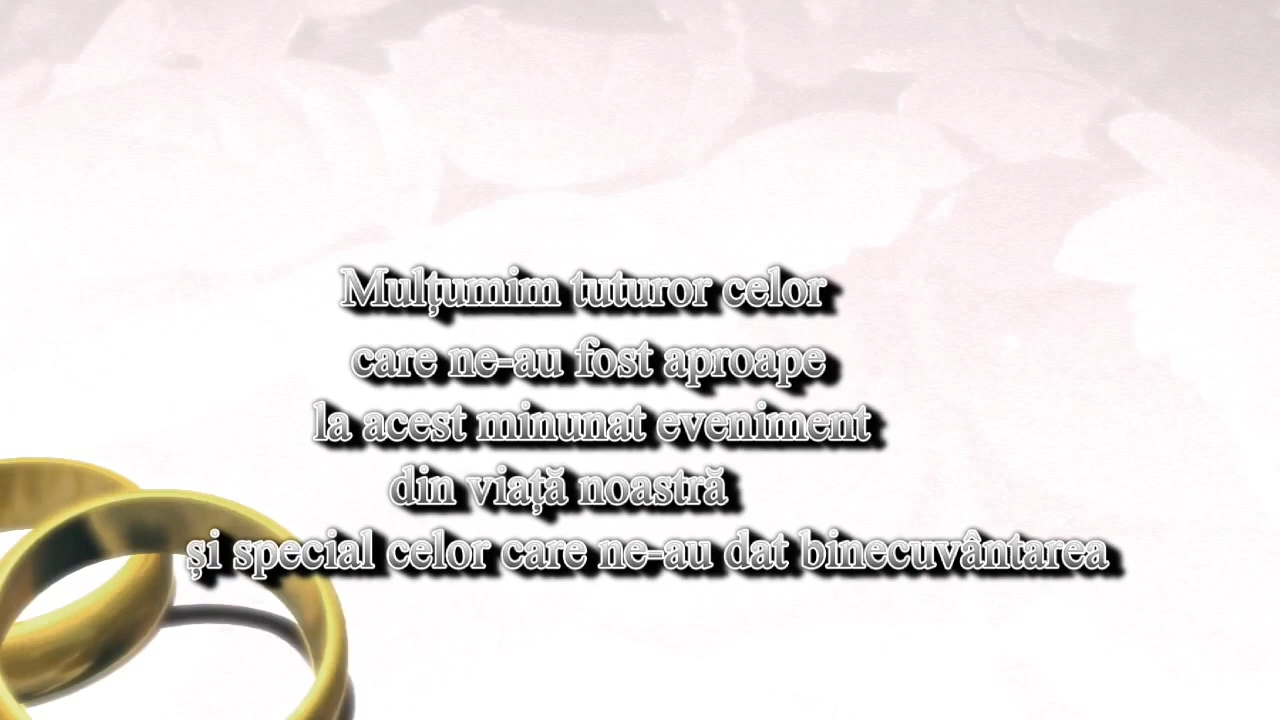 Mulțumim tuturor celor
care ne-au fost aproape
la acest minunat eveniment
din viață noastră
și special celor care ne-au dat binecuvântarea